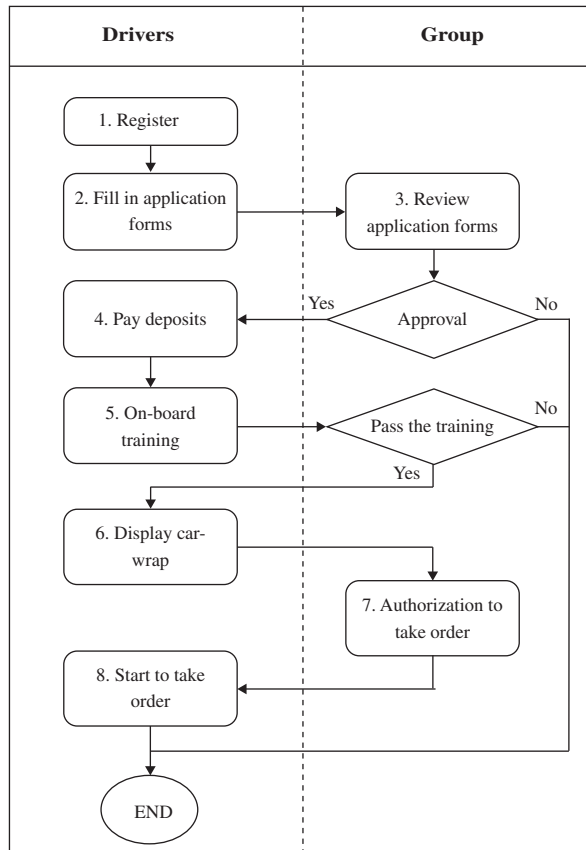 Drivers
Group
1. Register
2. Fill in application
forms
3. Review
application forms
Yes
No
4. Pay deposits
Approval
5. On-board
training
Pass the training
No
Yes
6. Display car-
wrap
7. Authorization to
take order
8. Start to take
order
END